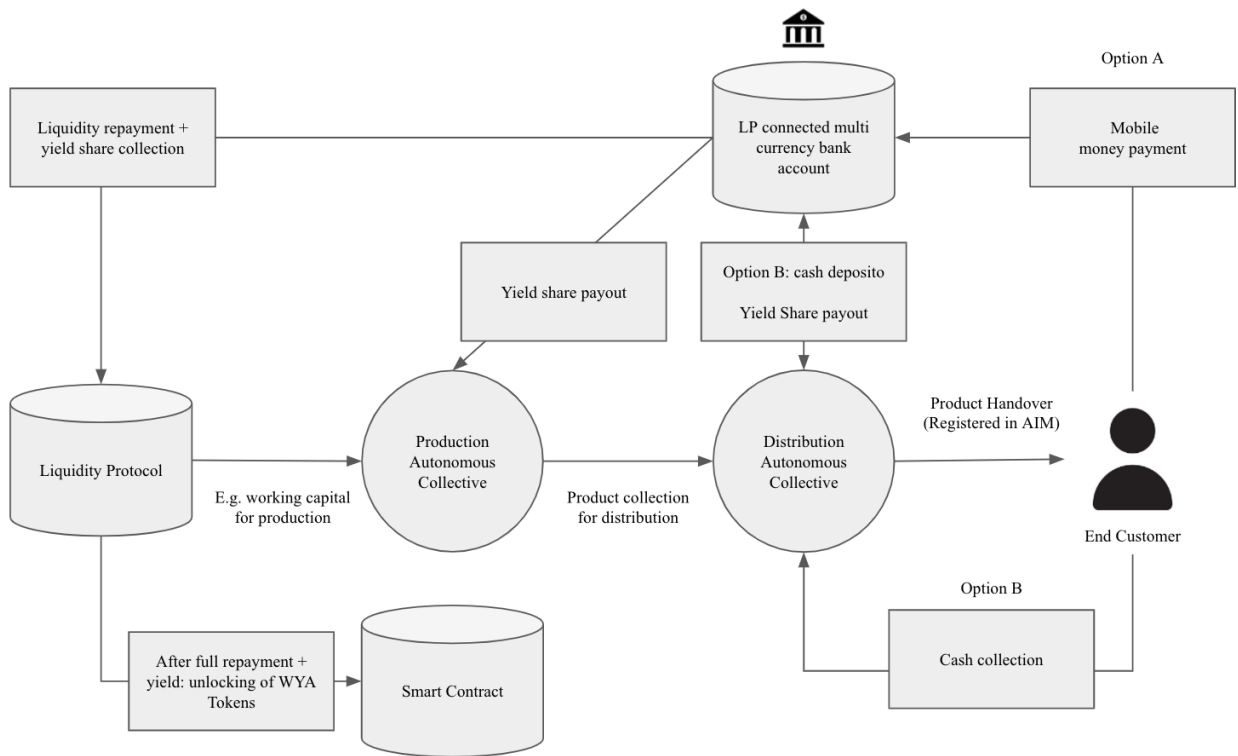 Option A
Liquidity repayment +
yield share collection
LP connected multi
currency bank
account
Mobile
money payment
Yield share payout
Option B: cash deposito
Yield Share payout
Product Handover
(Registered in AIM)
Liquidity Protocol
Production
Autonomous
Collective
Distribution
Autonomous
Collective
E.g. working capital
for production
Product collection
for distribution
End Customer
Option B
After full repayment +
yield: unlocking of WYA
Tokens
Smart Contract
Cash collection